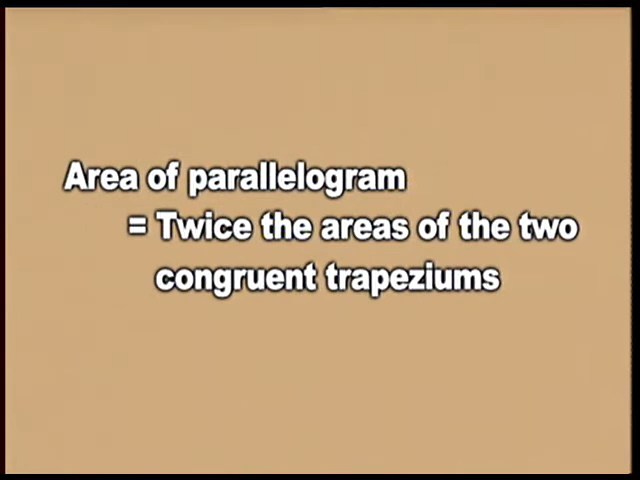 Area of parallelogram
= Twice the areas of the two
congruent trapeziums